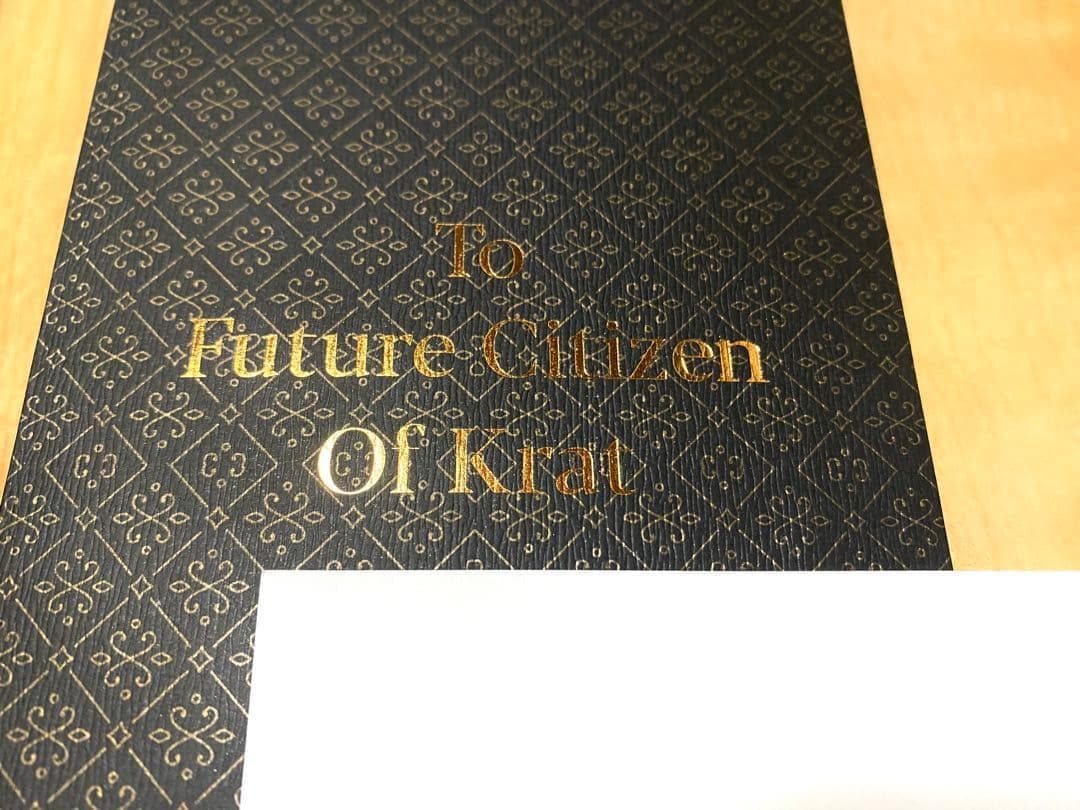 To
Future Citizen
Of Krat